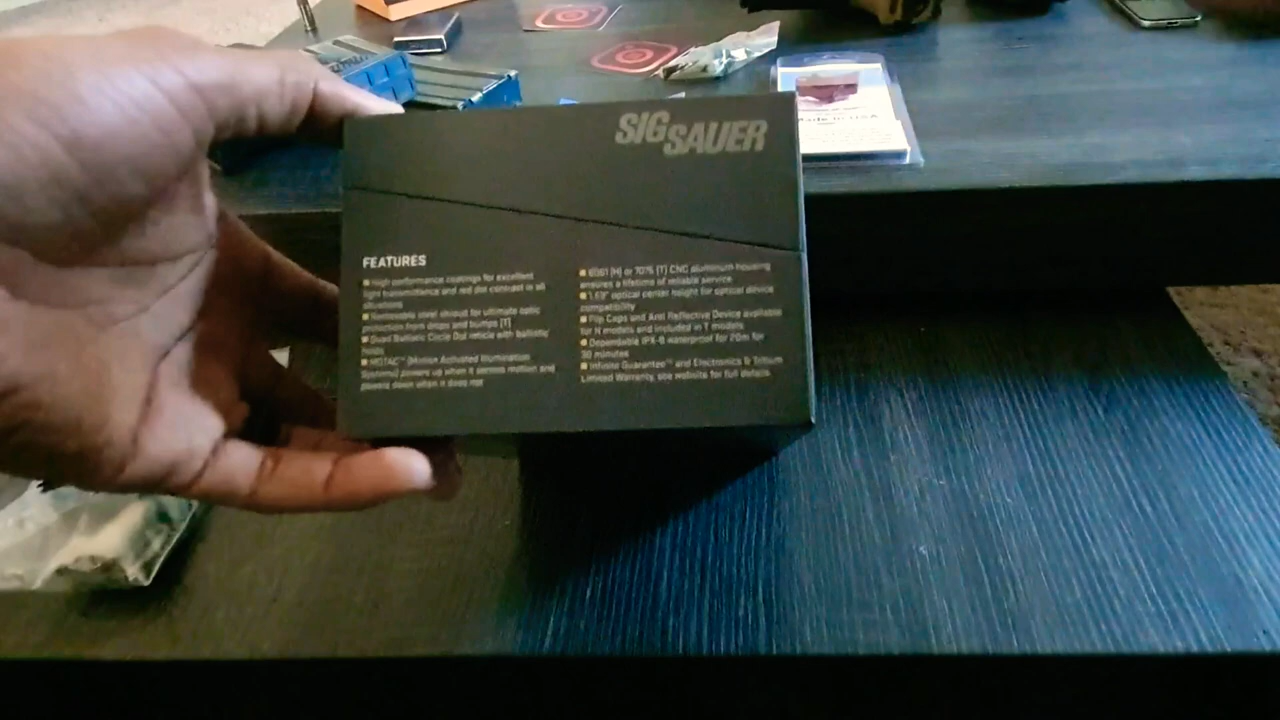 SIG SAUER
FEATURES
High performance coatings for excellent
light transmittance and red dot contrast in all
situations
Removable steel shroud for ultimate optic
protection from drops and bumps [T]
Quad Ballistic Circle Dot reticle with ballistic
holds
MOTAC™ (Motion Activated Illumination
System) powers up when it senses motion and
powers down when it does not
6061 [H] or 7075 [T] CNC aluminum housing
ensures a lifetime of reliable service
1.63" optical center height for optical device
compatibility
Flip Caps and Anti Reflective Device available
for H models and included in T models
Dependable IPX-8 waterproof for 20m for
30 minutes
Infinite Guarantee™ and Electronics & Tritium
Limited Warranty, see website for full details.
Made in USA